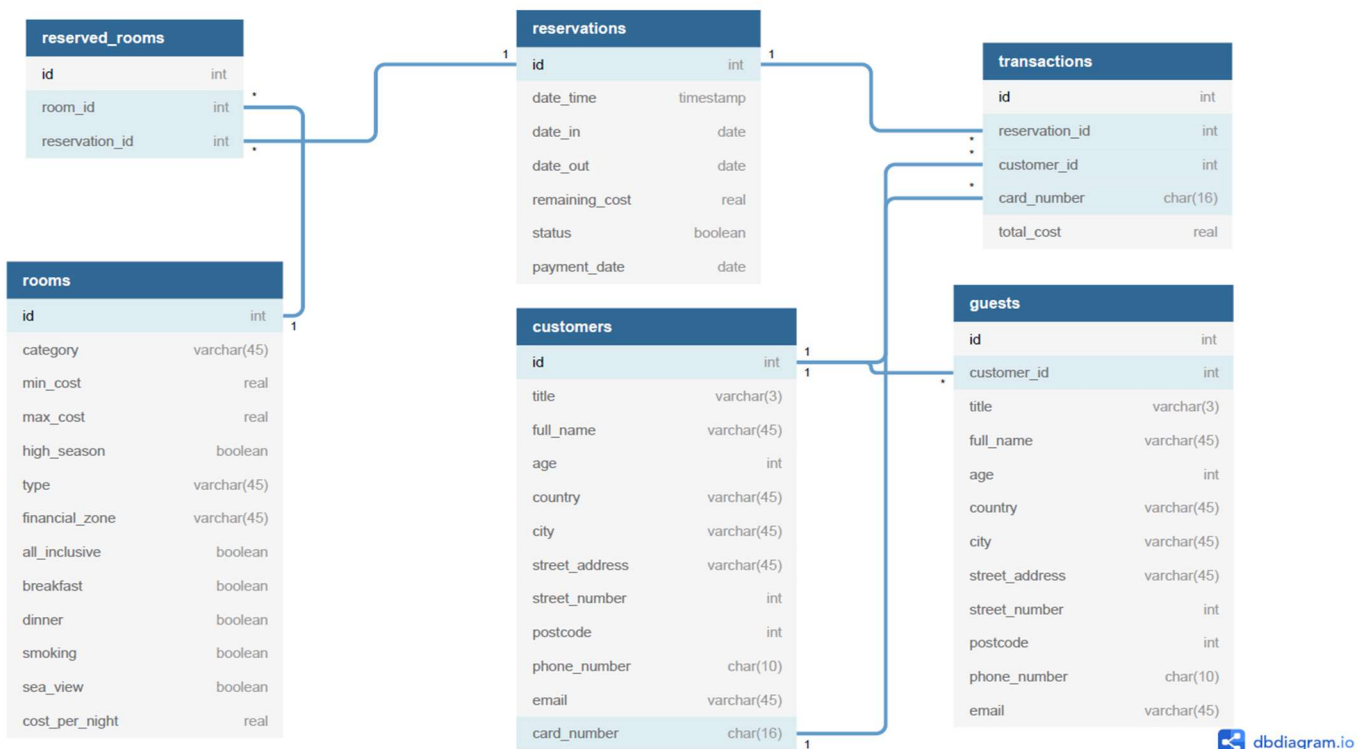 reserved_rooms
id int
room_id int *
reservation_id int *
rooms
id int 1
category varchar(45)
min_cost real
max_cost real
high_season boolean
type varchar(45)
financial_zone varchar(45)
all_inclusive boolean
breakfast boolean
dinner boolean
smoking boolean
sea_view boolean
cost_per_night real
reservations
1 id int 1
date_time timestamp
date_in date
date_out date
remaining_cost real
status boolean
payment_date date
customers
id int 1
1
title varchar(3)
full_name varchar(45)
age int
country varchar(45)
city varchar(45)
street_address varchar(45)
street_number int
postcode int
phone_number char(10)
email varchar(45)
card_number char(16) 1
transactions
id int
* reservation_id int
* customer_id int
* card_number char(16)
total_cost real
guests
id int
* customer_id int
title varchar(3)
full_name varchar(45)
age int
country varchar(45)
city varchar(45)
street_address varchar(45)
street_number int
postcode int
phone_number char(10)
email varchar(45)
dbdiagram.io